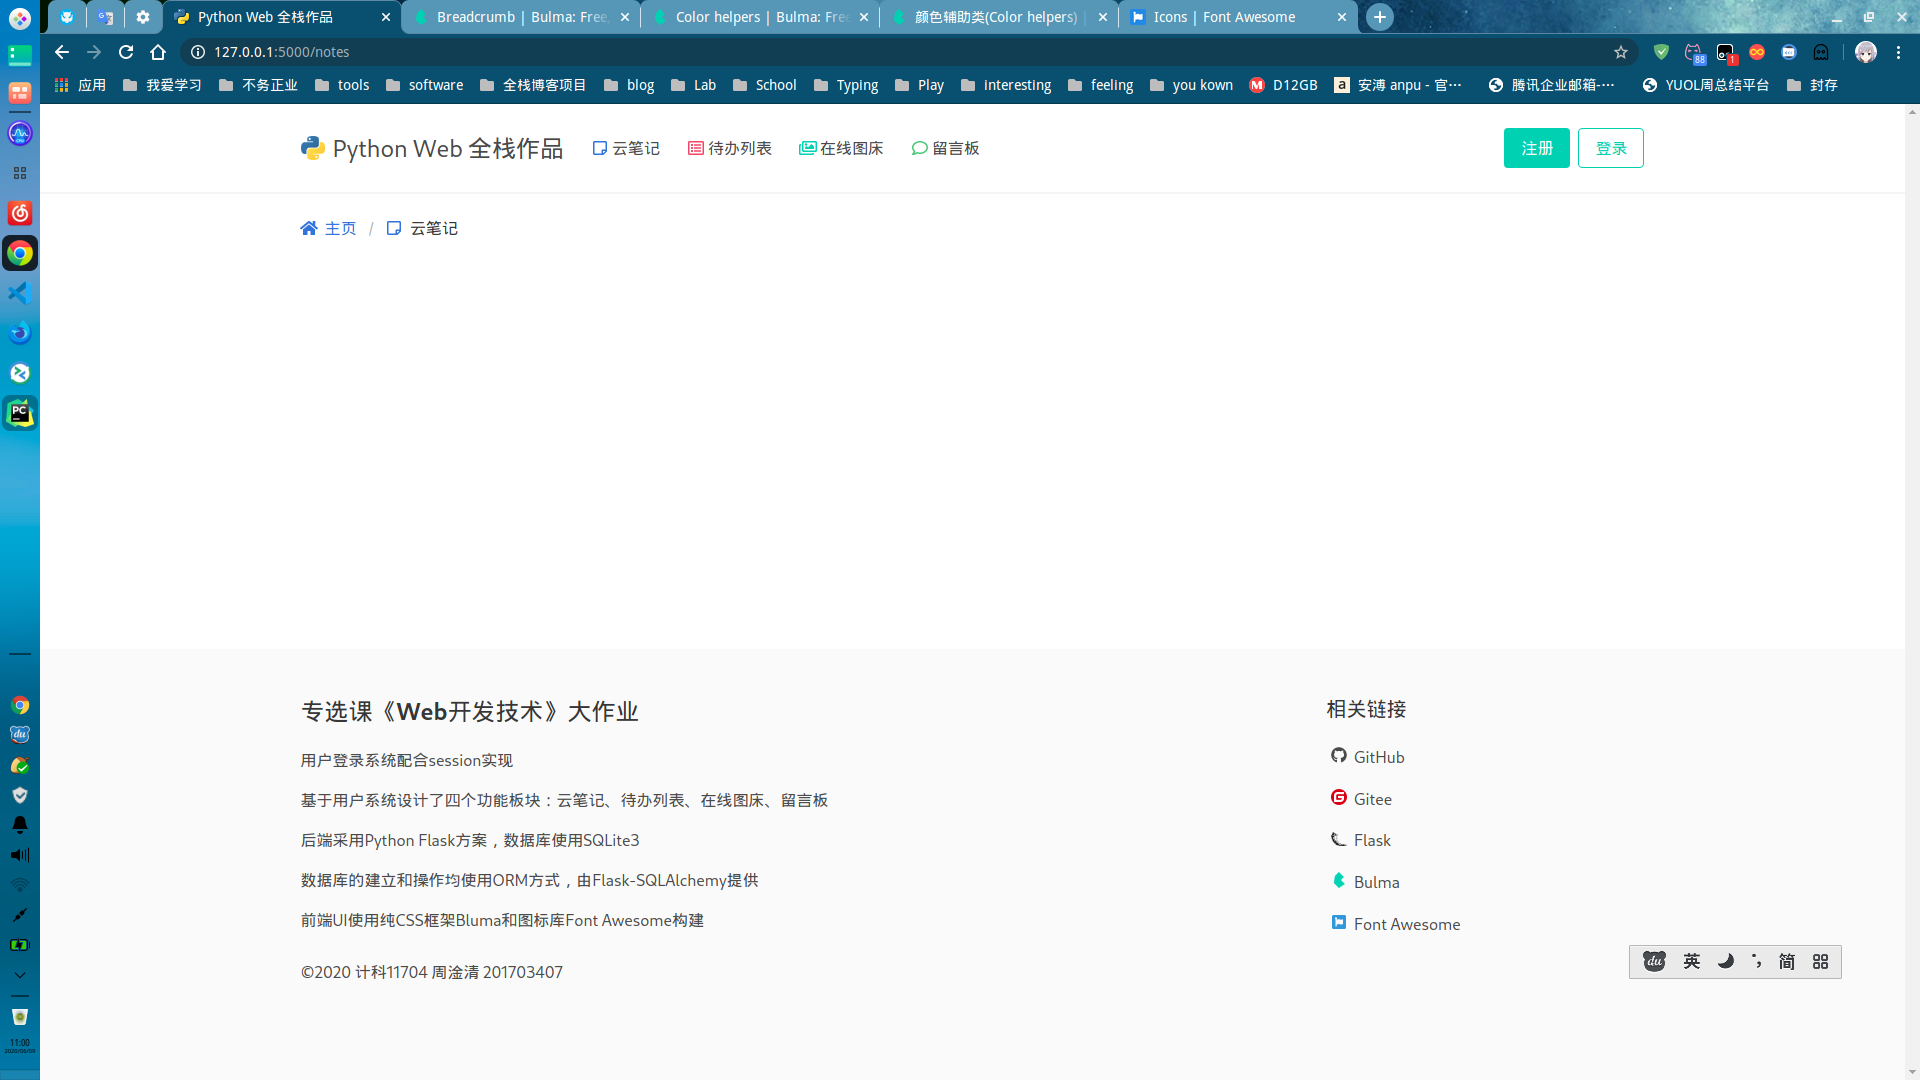 Python Web 全栈作品
Breadcrumb | Bulma: Free,
Color helpers | Bulma: Free
颜色辅助类(Color helpers) |
Icons | Font Awesome
127.0.0.1:5000/notes
88
1
应用
我爱学习
不务正业
tools
software
全栈博客项目
blog
Lab
School
Typing
Play
Interesting
feeling
you kown
D12GB
安溥 anpu - 官…
腾讯企业邮箱-…
YUOL周总结平台
封存
Python Web 全栈作品
云笔记
待办列表
在线图床
留言板
注册
登录
主页 / 云笔记
专选课《Web开发技术》大作业
用户登录系统配合session实现
基于用户系统设计了四个功能板块：云笔记、待办列表、在线图床、留言板
后端采用Python Flask方案，数据库使用SQLite3
数据库的建立和操作均使用ORM方式，由Flask-SQLAlchemy提供
前端UI使用纯CSS框架Bluma和图标库Font Awesome构建
©2020 计科11704 周淦清 201703407
相关链接
GitHub
Gitee
Flask
Bulma
Font Awesome
du 英 简
PC
du
11:00